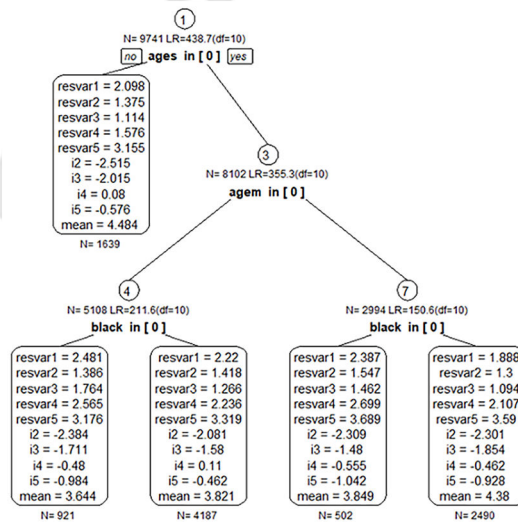 1
N= 9741 LR=438.7(df=10)
no ages in [ 0 ] yes
resvar1 = 2.098
resvar2 = 1.375
resvar3 = 1.114
resvar4 = 1.576
resvar5 = 3.155
i2 = -2.515
i3 = -2.015
i4 = 0.08
i5 = -0.576
mean = 4.484
N= 1639
3
N= 8102 LR=355.3(df=10)
agem in [ 0 ]
4
N= 5108 LR=211.6(df=10)
black in [ 0 ]
resvar1 = 2.481
resvar2 = 1.386
resvar3 = 1.764
resvar4 = 2.565
resvar5 = 3.176
i2 = -2.384
i3 = -1.711
i4 = -0.48
i5 = -0.984
mean = 3.644
N= 921
resvar1 = 2.22
resvar2 = 1.418
resvar3 = 1.266
resvar4 = 2.236
resvar5 = 3.319
i2 = -2.081
i3 = -1.58
i4 = 0.11
i5 = -0.462
mean = 3.821
N= 4187
7
N= 2994 LR=150.6(df=10)
black in [ 0 ]
resvar1 = 2.387
resvar2 = 1.547
resvar3 = 1.462
resvar4 = 2.699
resvar5 = 3.689
i2 = -2.309
i3 = -1.48
i4 = -0.555
i5 = -1.042
mean = 3.849
N= 502
resvar1 = 1.888
resvar2 = 1.3
resvar3 = 1.094
resvar4 = 2.107
resvar5 = 3.59
i2 = -2.301
i3 = -1.854
i4 = -0.462
i5 = -0.928
mean = 4.38
N= 2490